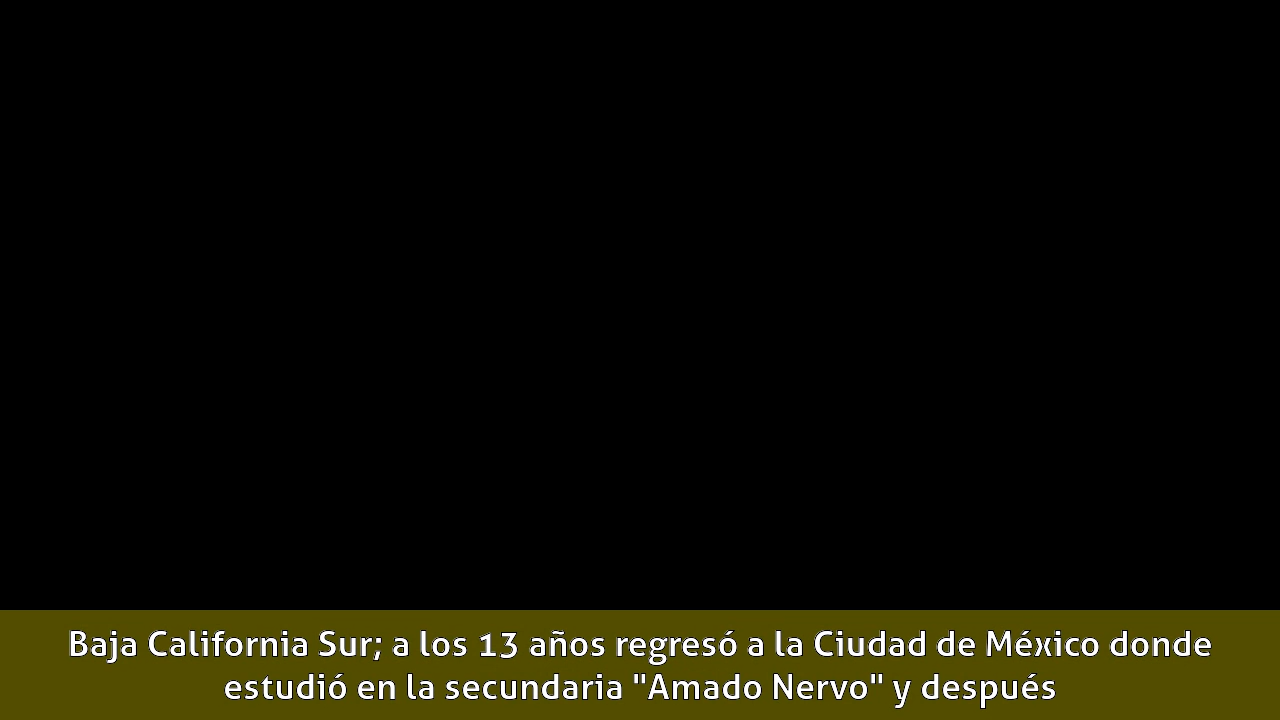 Baja California Sur; a los 13 años regresó a la Ciudad de México donde
estudió en la secundaria "Amado Nervo" y después